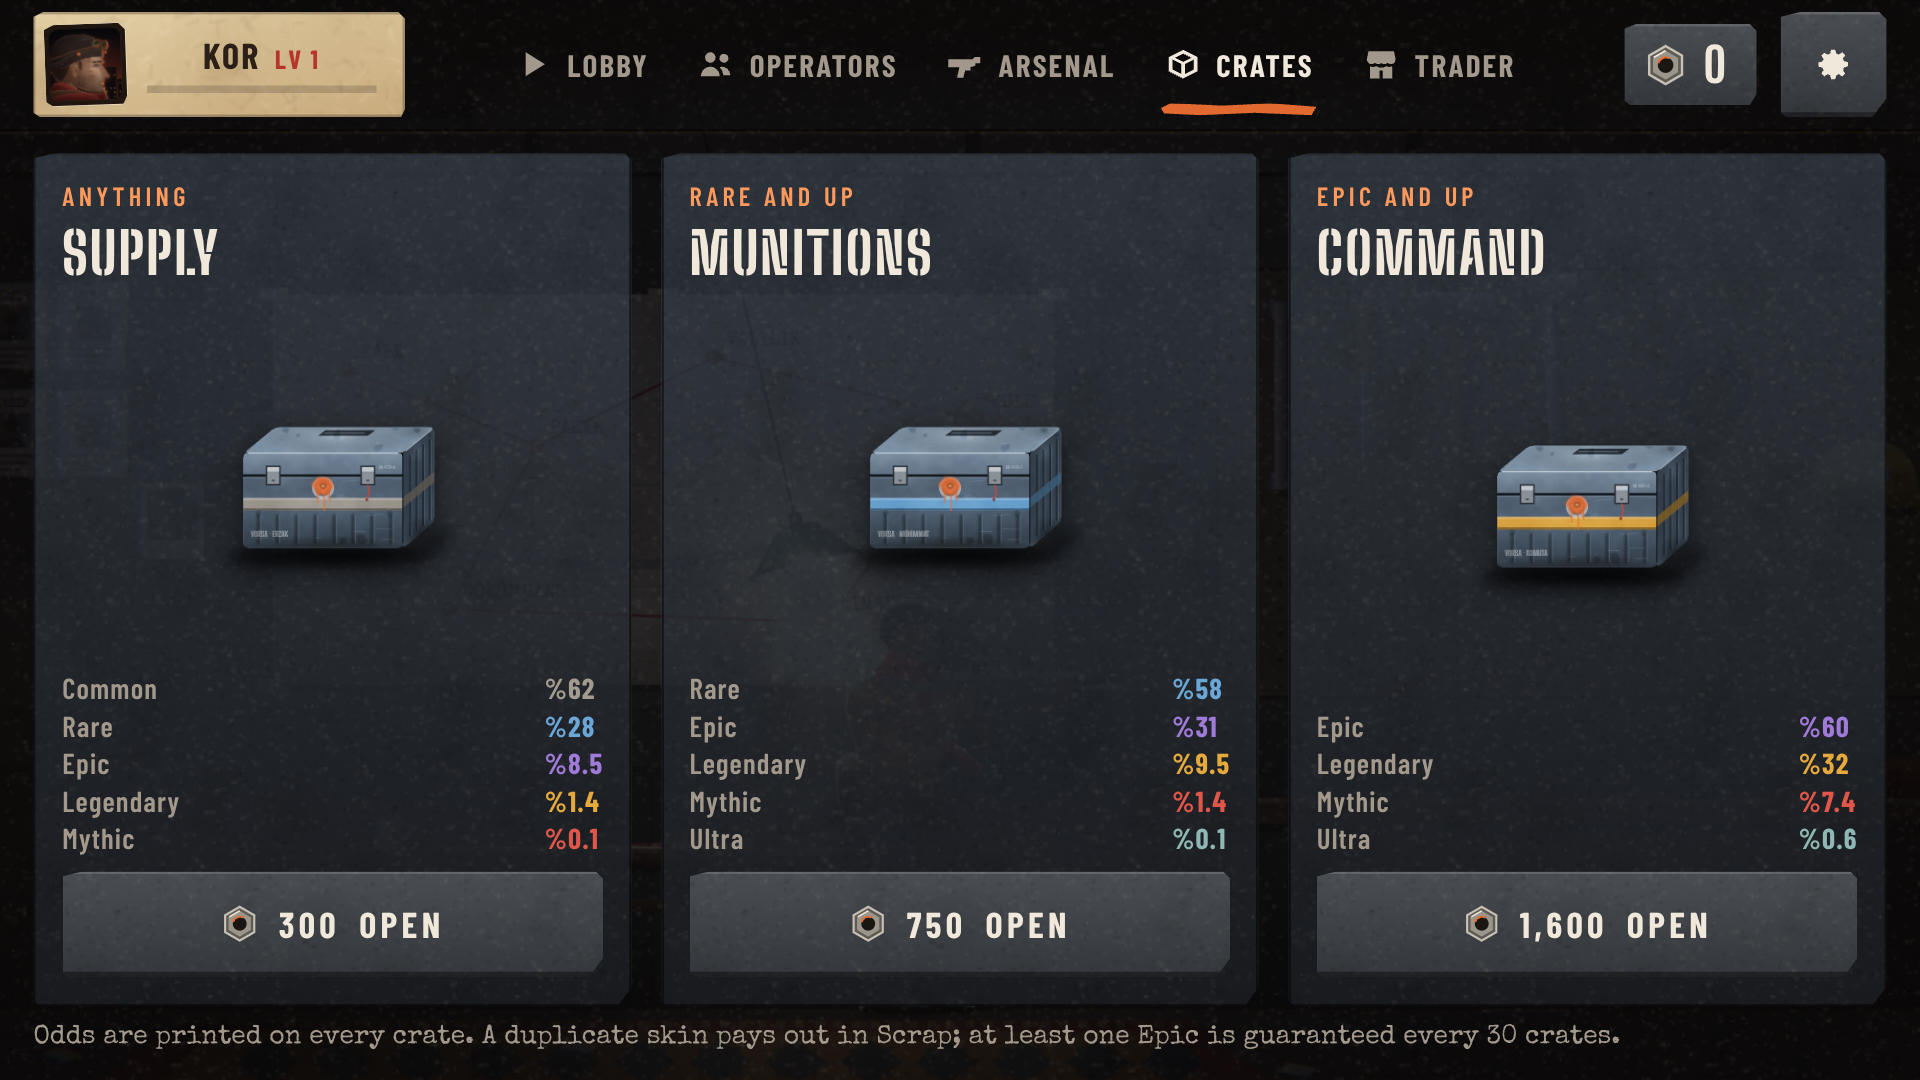 KOR LV 1
LOBBY
OPERATORS
ARSENAL
CRATES
TRADER
0
ANYTHING
SUPPLY
Common %62
Rare %28
Epic %8.5
Legendary %1.4
Mythic %0.1
300 OPEN
RARE AND UP
MUNITIONS
Rare %58
Epic %31
Legendary %9.5
Mythic %1.4
Ultra %0.1
750 OPEN
EPIC AND UP
COMMAND
Epic %60
Legendary %32
Mythic %7.4
Ultra %0.6
1,600 OPEN
Odds are printed on every crate. A duplicate skin pays out in Scrap; at least one Epic is guaranteed every 30 crates.